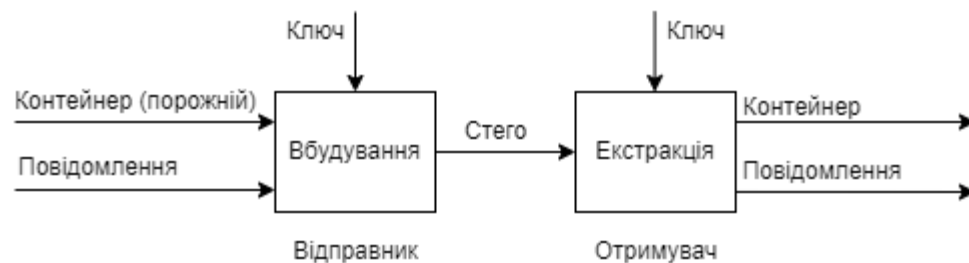 Ключ
Ключ
Контейнер (порожній)
Повідомлення
Вбудування
Стего
Екстракція
Контейнер
Повідомлення
Відправник
Отримувач